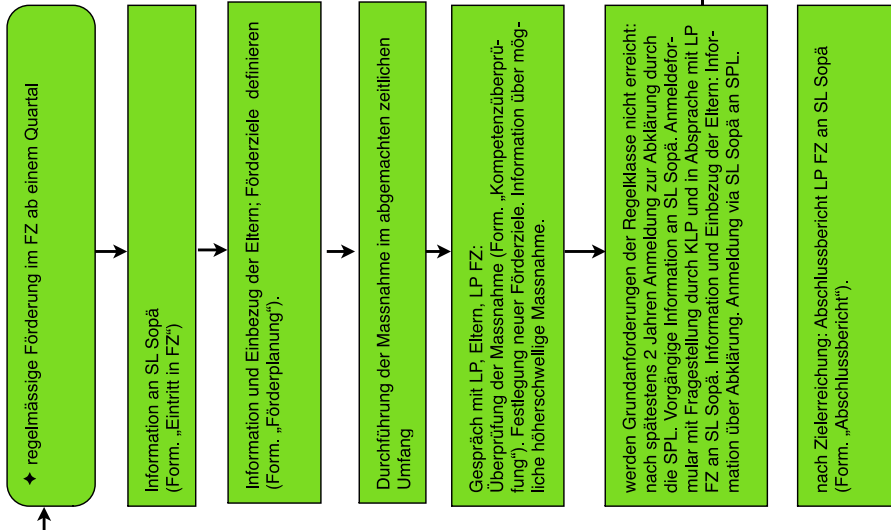 ✦ regelmässige Förderung im FZ ab einem Quartal
Information an SL Sopä
(Form. „Eintritt in FZ“)
Information und Einbezug der Eltern; Förderziele definieren
(Form. „Förderplanung“).
Durchführung der Massnahme im abgemachten zeitlichen
Umfang
Gespräch mit LP, Eltern, LP FZ:
Überprüfung der Massnahme (Form. „Kompetenzüberprü-
fung“). Festlegung neuer Förderziele. Information über mög-
liche höherschwellige Massnahme.
werden Grundanforderungen der Regelklasse nicht erreicht:
nach spätestens 2 Jahren Anmeldung zur Abklärung durch
die SPL. Vorgängige Information an SL Sopä. Anmeldefor-
mular mit Fragestellung durch KLP und in Absprache mit LP
FZ an SL Sopä. Information und Einbezug der Eltern: Infor-
mation über Abklärung. Anmeldung via SL Sopä an SPL.
nach Zielerreichung: Abschlussbericht LP FZ an SL Sopä
(Form. „Abschlussbericht“).